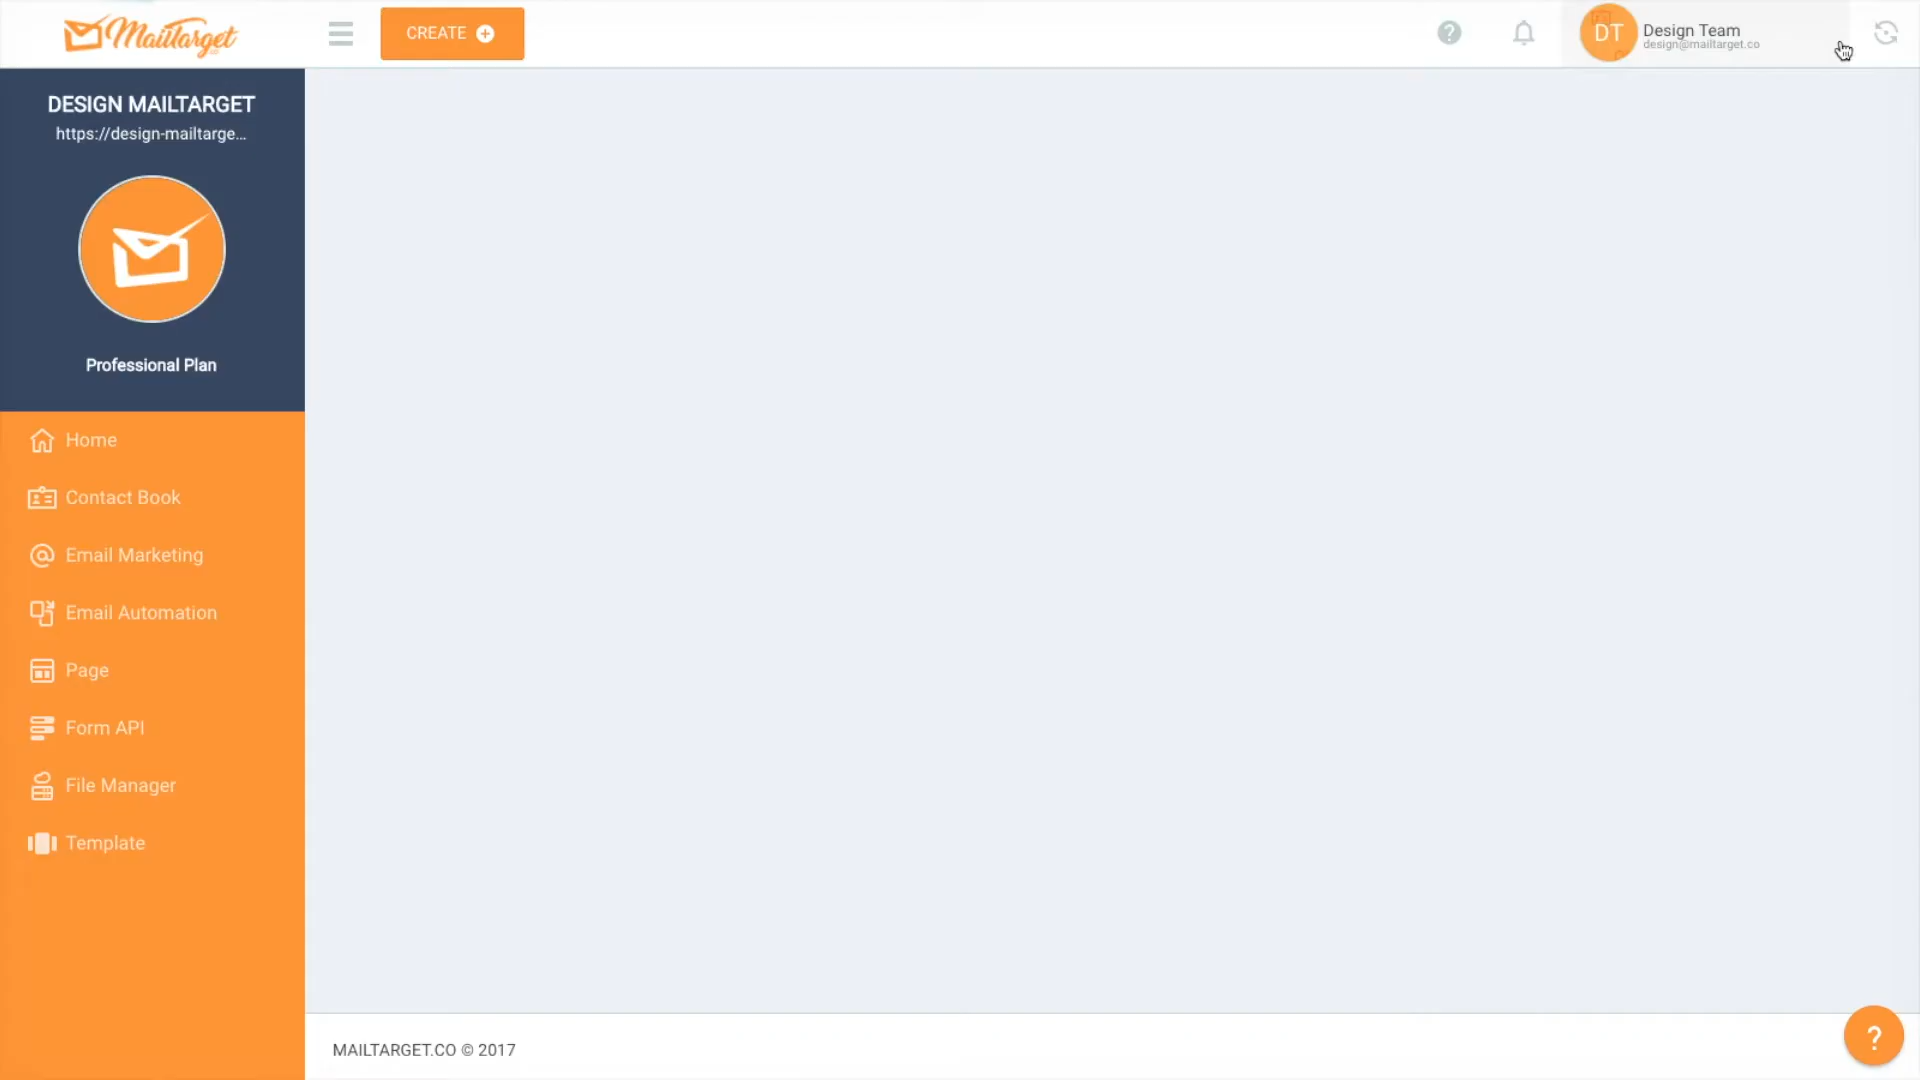 MailTarget
CREATE
DT
Design Team
design@mailtarget.co
DESIGN MAILTARGET
https://design-mailtarge...
Professional Plan
Home
Contact Book
Email Marketing
Email Automation
Page
Form API
File Manager
Template
MAILTARGET.CO © 2017
?